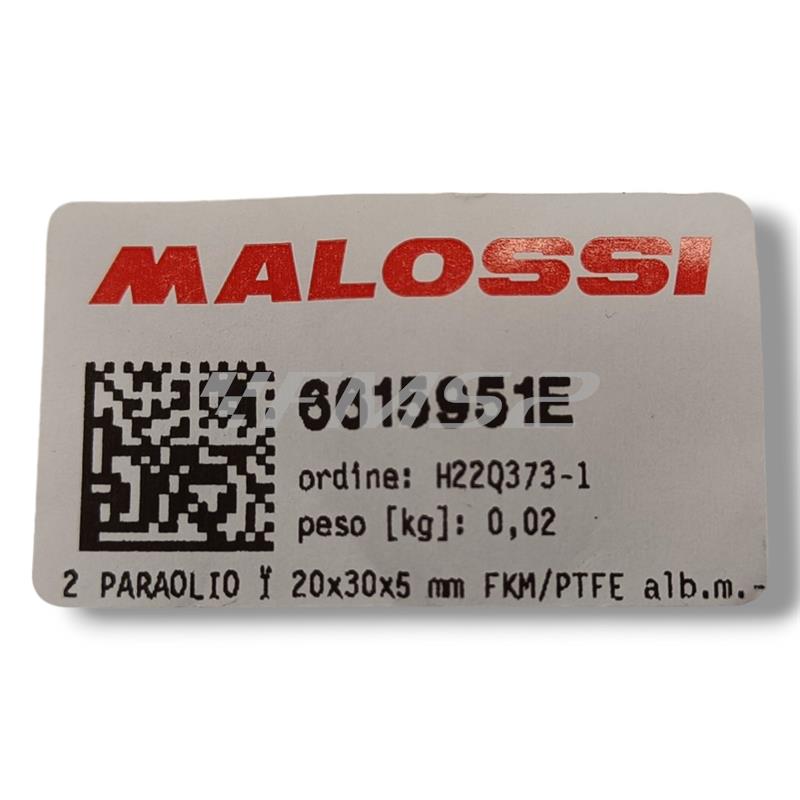 MALOSSI
6615951E
ordine: H22Q373-1
peso [kg]: 0,02
2 PARAOLIO 20x30x5 mm FKM/PTFE alb.m.-